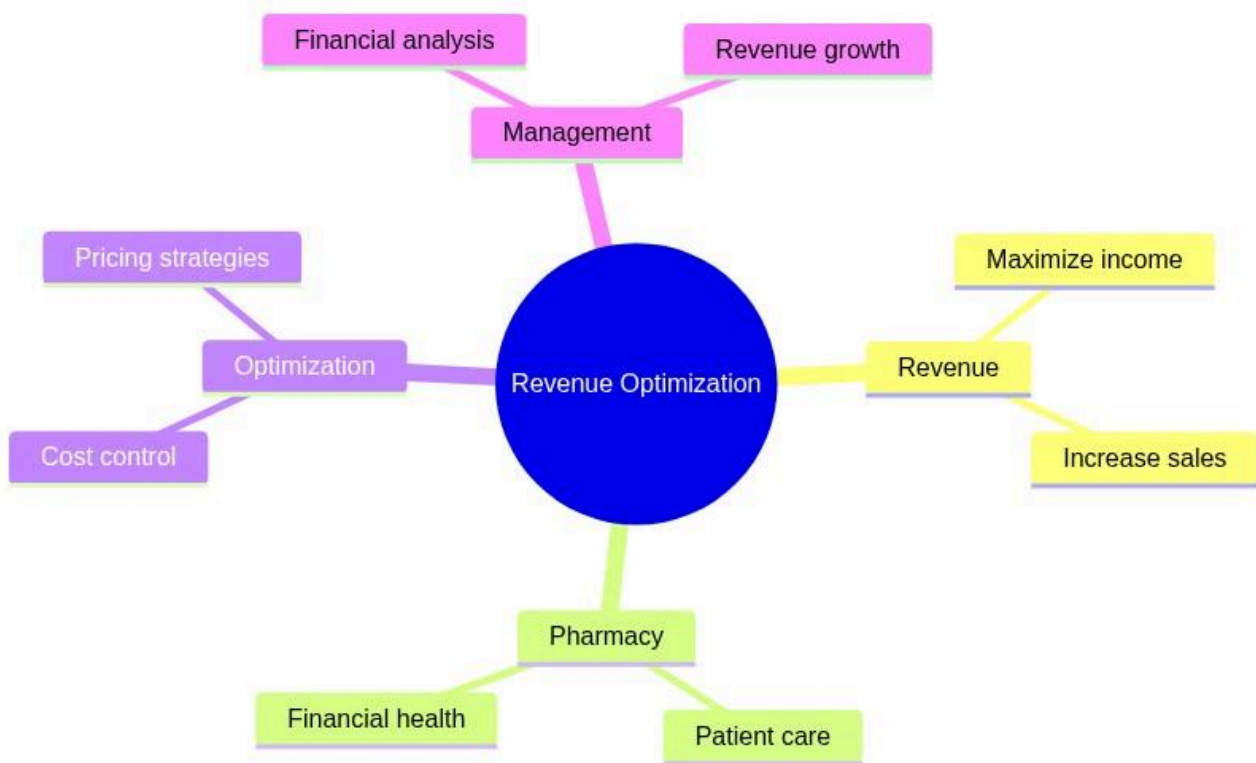 Financial analysis
Revenue growth
Management
Pricing strategies
Maximize income
Optimization
Revenue Optimization
Revenue
Cost control
Increase sales
Pharmacy
Financial health
Patient care